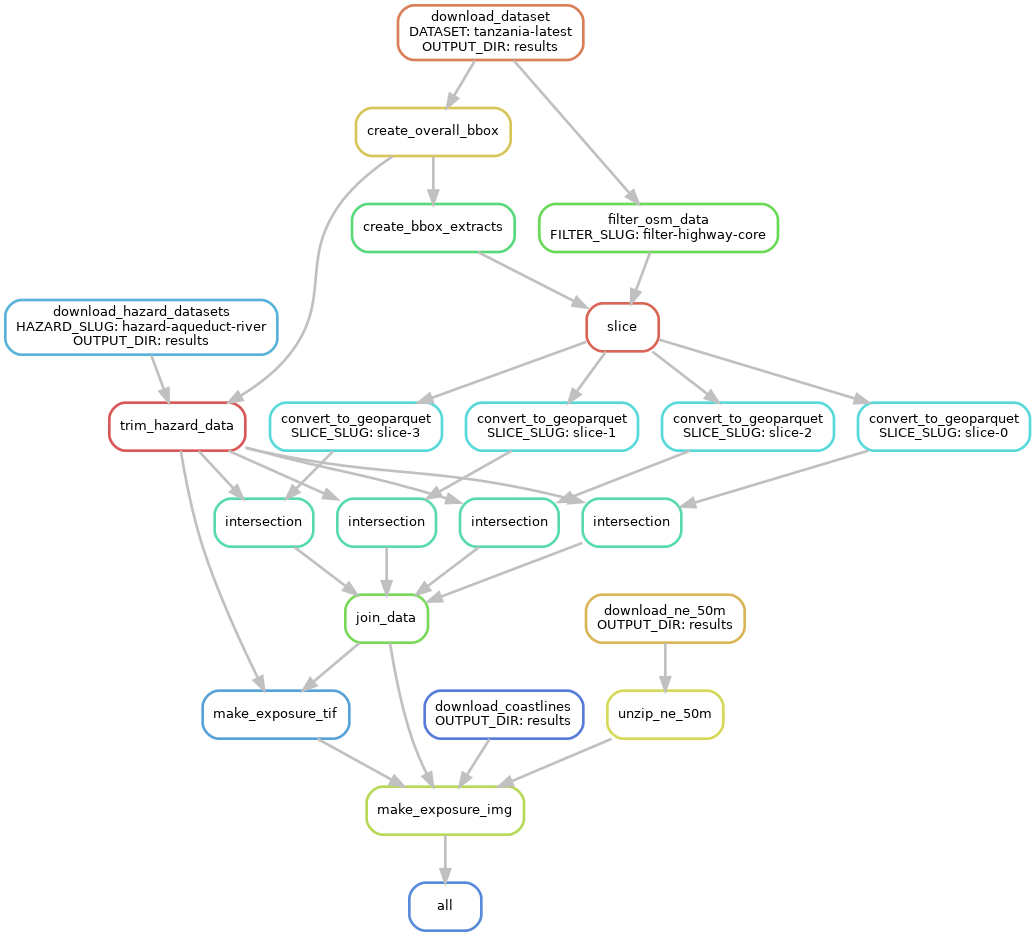 download_dataset
DATASET: tanzania-latest
OUTPUT_DIR: results
create_overall_bbox
create_bbox_extracts
filter_osm_data
FILTER_SLUG: filter-highway-core
download_hazard_datasets
HAZARD_SLUG: hazard-aqueduct-river
OUTPUT_DIR: results
slice
trim_hazard_data
convert_to_geoparquet
SLICE_SLUG: slice-3
convert_to_geoparquet
SLICE_SLUG: slice-1
convert_to_geoparquet
SLICE_SLUG: slice-2
convert_to_geoparquet
SLICE_SLUG: slice-0
intersection
intersection
intersection
intersection
join_data
download_ne_50m
OUTPUT_DIR: results
make_exposure_tif
download_coastlines
OUTPUT_DIR: results
unzip_ne_50m
make_exposure_img
all